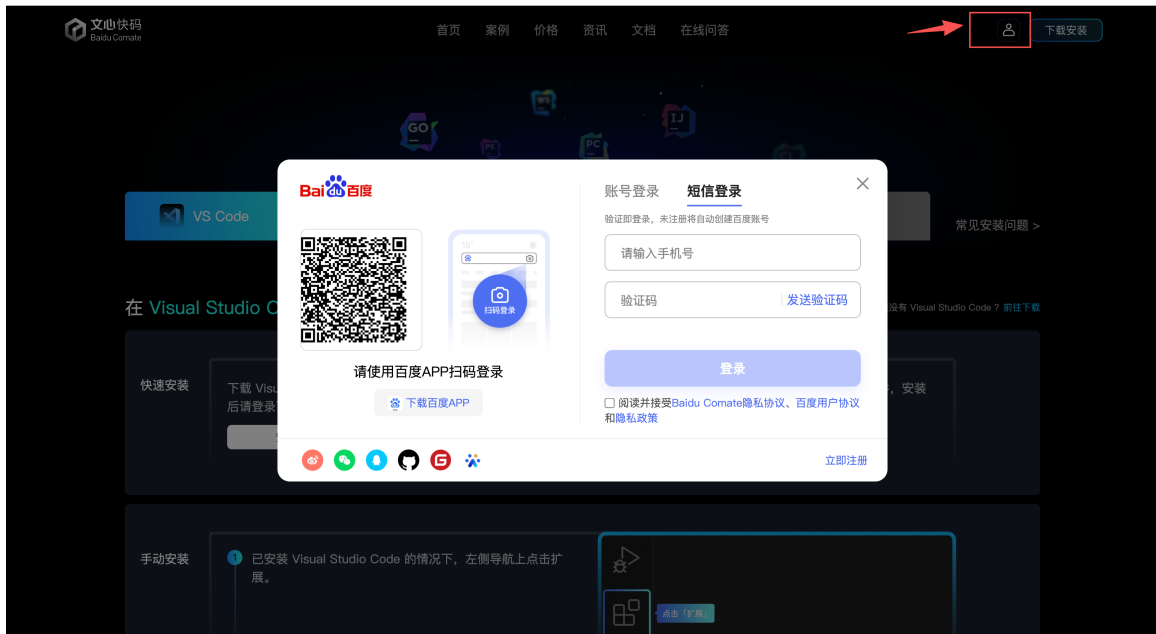 文心快码
Baidu Comate
首页 案例 价格 资讯 文档 在线问答
下载安装
WS
GO
IJ
PS
PC
CL
Bai du 百度
账号登录 短信登录
验证即登录，未注册将自动创建百度账号
VS Code
常见安装问题 >
请输入手机号
验证码 发送验证码
扫码登录
在 Visual Studio C
没有 Visual Studio Code ? 前往下载
请使用百度APP扫码登录
登录
快速安装
下载 Visu
，安装
后请登录
下载百度APP
阅读并接受Baidu Comate隐私协议、百度用户协议
和隐私政策
立即注册
手动安装
1 已安装 Visual Studio Code 的情况下，左侧导航上点击扩
展。
点击「扩展」